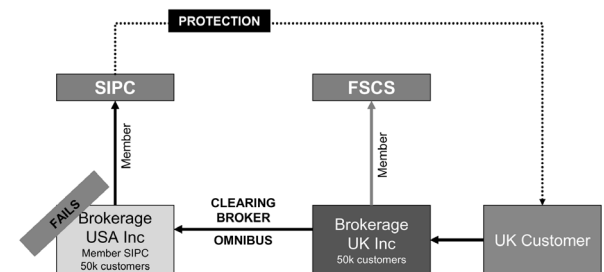 PROTECTION
SIPC
FSCS
Member
Member
FAILS
Brokerage
USA Inc
Member SIPC
50k customers
CLEARING
BROKER
OMNIBUS
Brokerage
UK Inc
50k customers
UK Customer